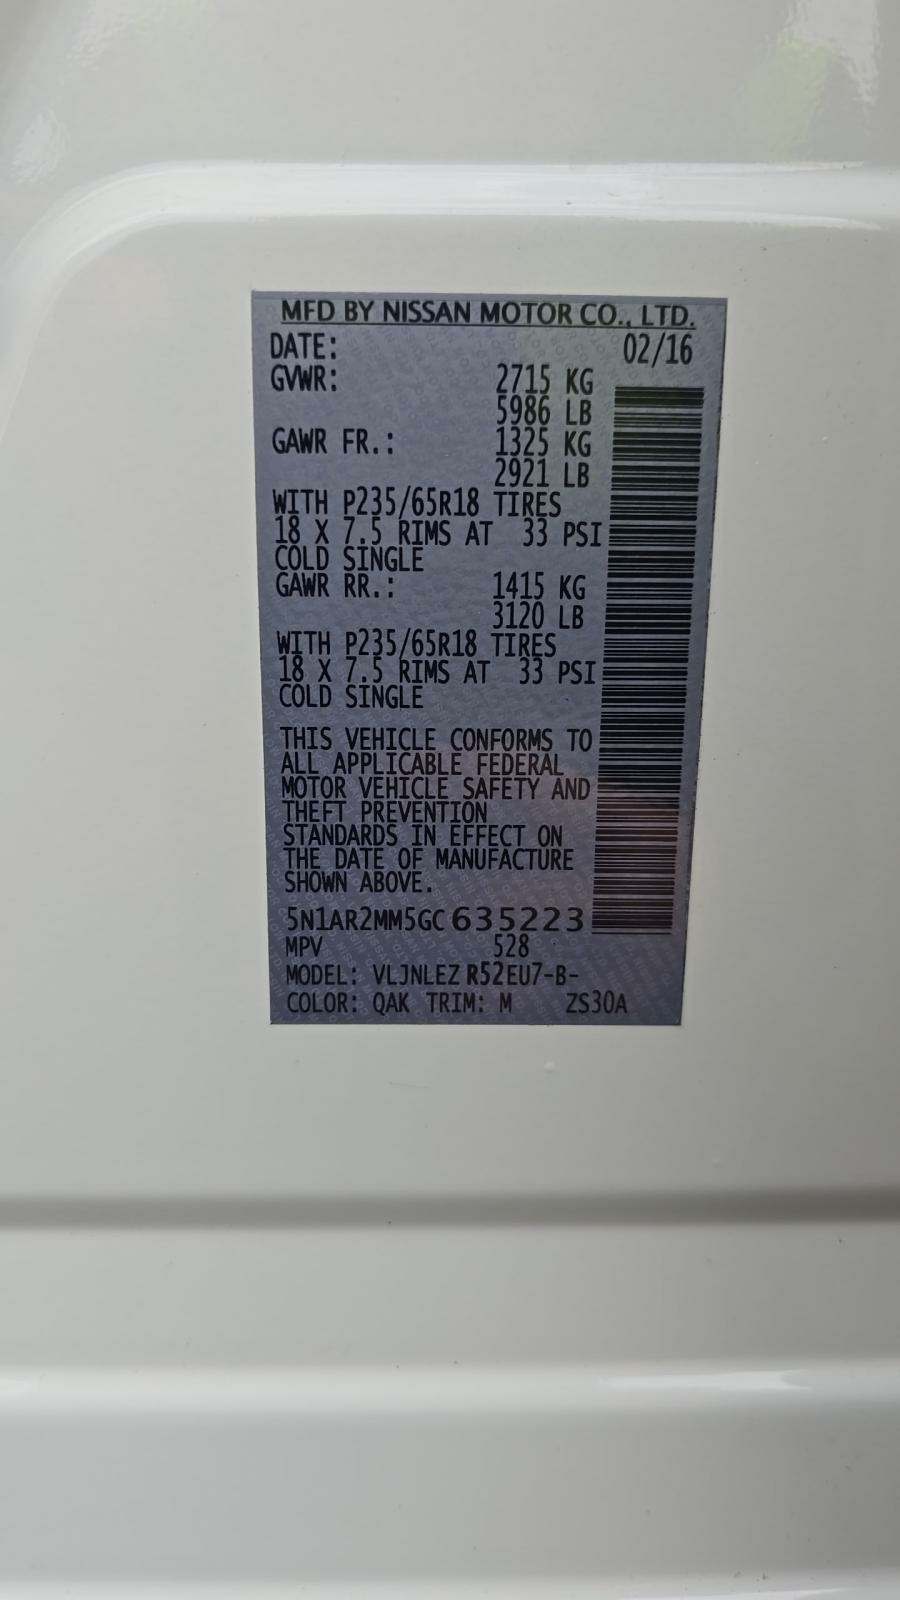 MFD BY NISSAN MOTOR CO., LTD.
DATE: 02/16
GVWR: 2715 KG
5986 LB
GAWR FR.: 1325 KG
2921 LB
WITH P235/65R18 TIRES
18 X 7.5 RIMS AT 33 PSI
COLD SINGLE
GAWR RR.: 1415 KG
3120 LB
WITH P235/65R18 TIRES
18 X 7.5 RIMS AT 33 PSI
COLD SINGLE
THIS VEHICLE CONFORMS TO
ALL APPLICABLE FEDERAL
MOTOR VEHICLE SAFETY AND
THEFT PREVENTION
STANDARDS IN EFFECT ON
THE DATE OF MANUFACTURE
SHOWN ABOVE.
5N1AR2MM5GC635223
MPV 528
MODEL: VLJNLEZ R52EU7-B-
COLOR: QAK TRIM: M ZS30A